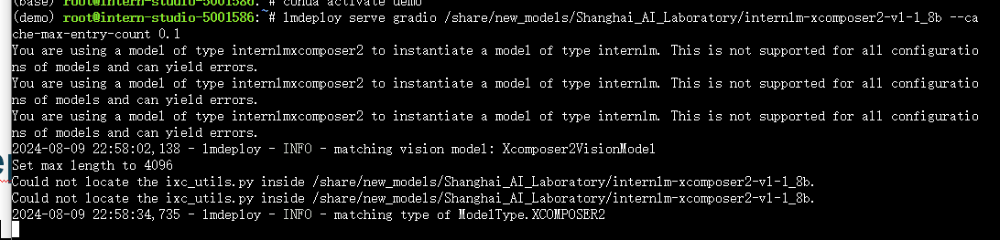 (base) root@intern-studio-5001586:~# conda activate demo
(demo) root@intern-studio-5001586:~# lmdeploy serve gradio /share/new_models/Shanghai_AI_Laboratory/internlm-xcomposer2-vl-1_8b --ca
che-max-entry-count 0.1
You are using a model of type internlmxcomposer2 to instantiate a model of type internlm. This is not supported for all configuratio
ns of models and can yield errors.
You are using a model of type internlmxcomposer2 to instantiate a model of type internlm. This is not supported for all configuratio
ns of models and can yield errors.
You are using a model of type internlmxcomposer2 to instantiate a model of type internlm. This is not supported for all configuratio
ns of models and can yield errors.
2024-08-09 22:58:02,138 - lmdeploy - INFO - matching vision model: Xcomposer2VisionModel
Set max length to 4096
Could not locate the ixc_utils.py inside /share/new_models/Shanghai_AI_Laboratory/internlm-xcomposer2-vl-1_8b.
Could not locate the ixc_utils.py inside /share/new_models/Shanghai_AI_Laboratory/internlm-xcomposer2-vl-1_8b.
2024-08-09 22:58:34,735 - lmdeploy - INFO - matching type of ModelType.XCOMPOSER2